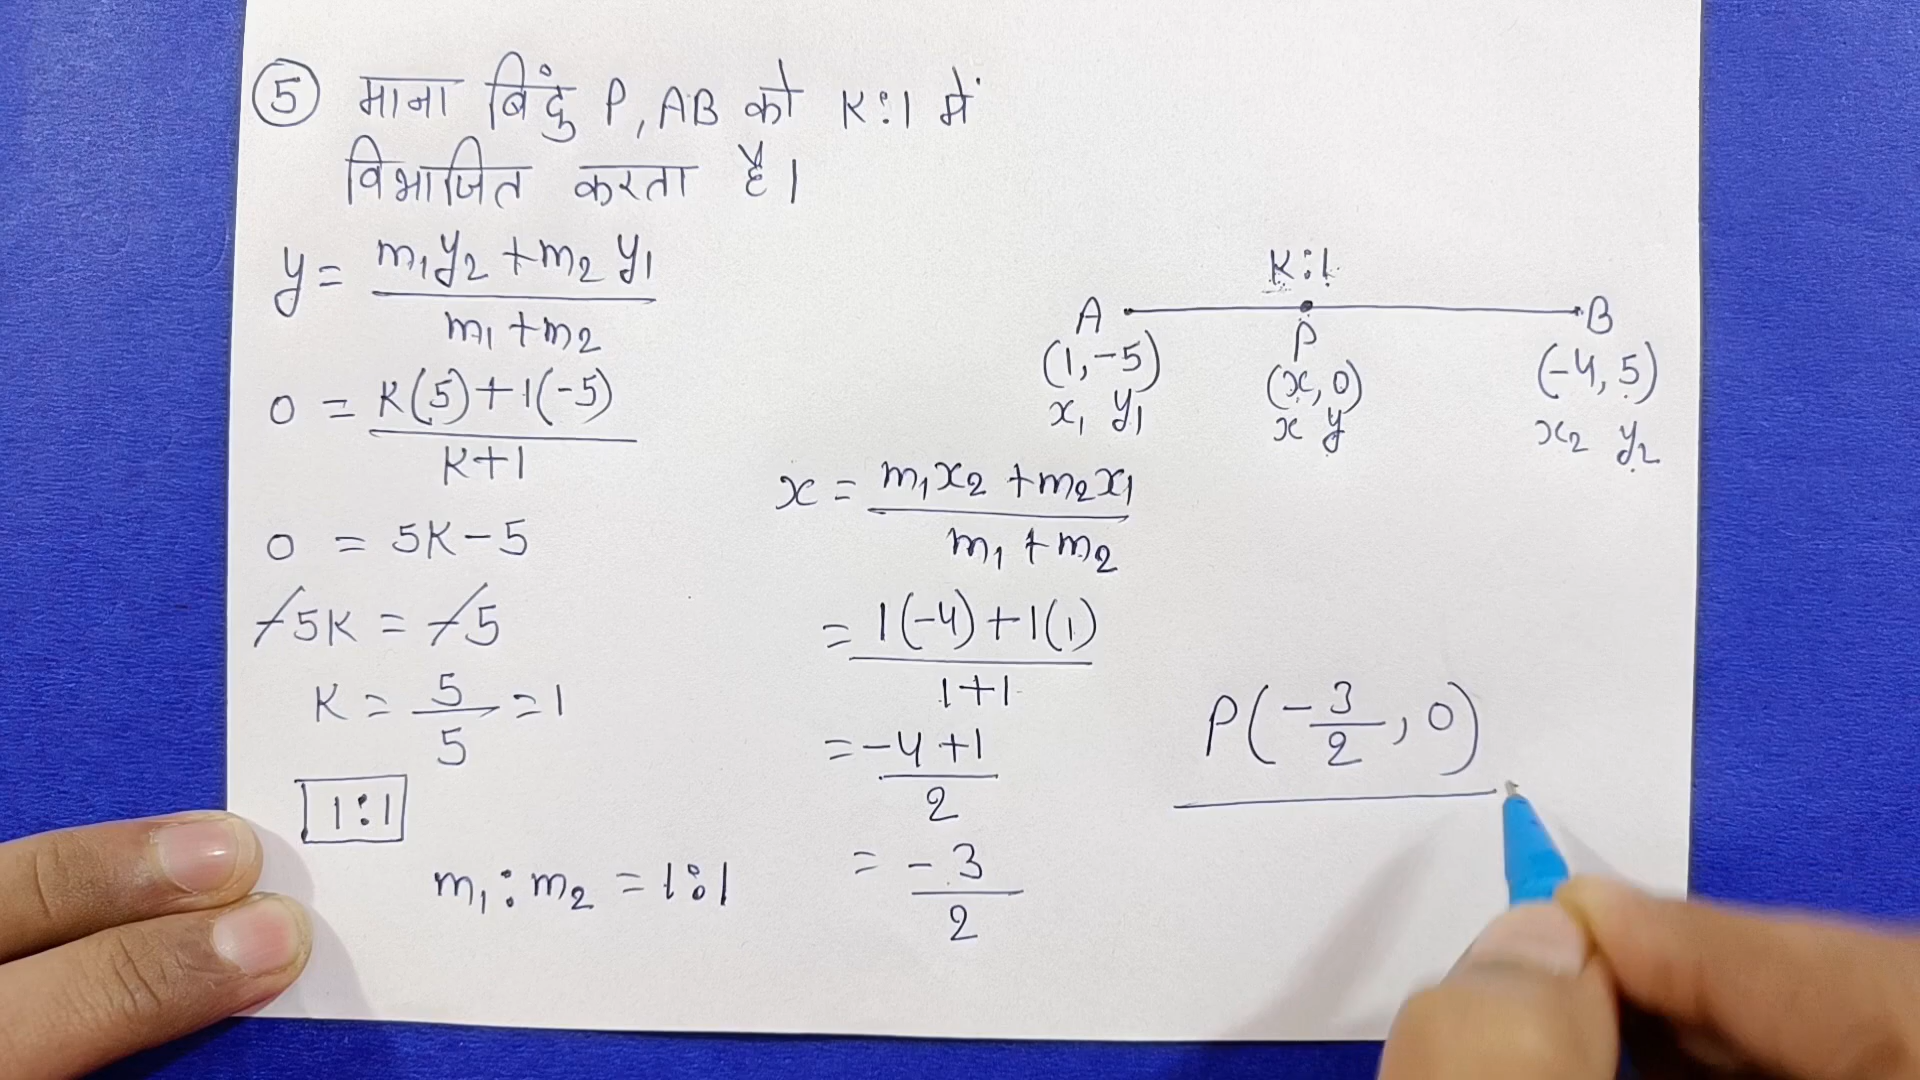 5 माना बिंदु P, AB को K:1 में
विभाजित करता है।
y = m₁y₂ + m₂y₁
m₁ + m₂
0 = K(5) + 1(-5)
K+1
0 = 5K - 5
-5K = -5
K = 5/5 = 1
1:1
m₁ : m₂ = 1:1
K:1
A P B
(1, -5) (x, 0) (-4, 5)
x₁ y₁ x y x₂ y₂
x = m₁x₂ + m₂x₁
m₁ + m₂
= 1(-4) + 1(1)
1+1
= -4 + 1
2
= -3
2
P(-3/2, 0)